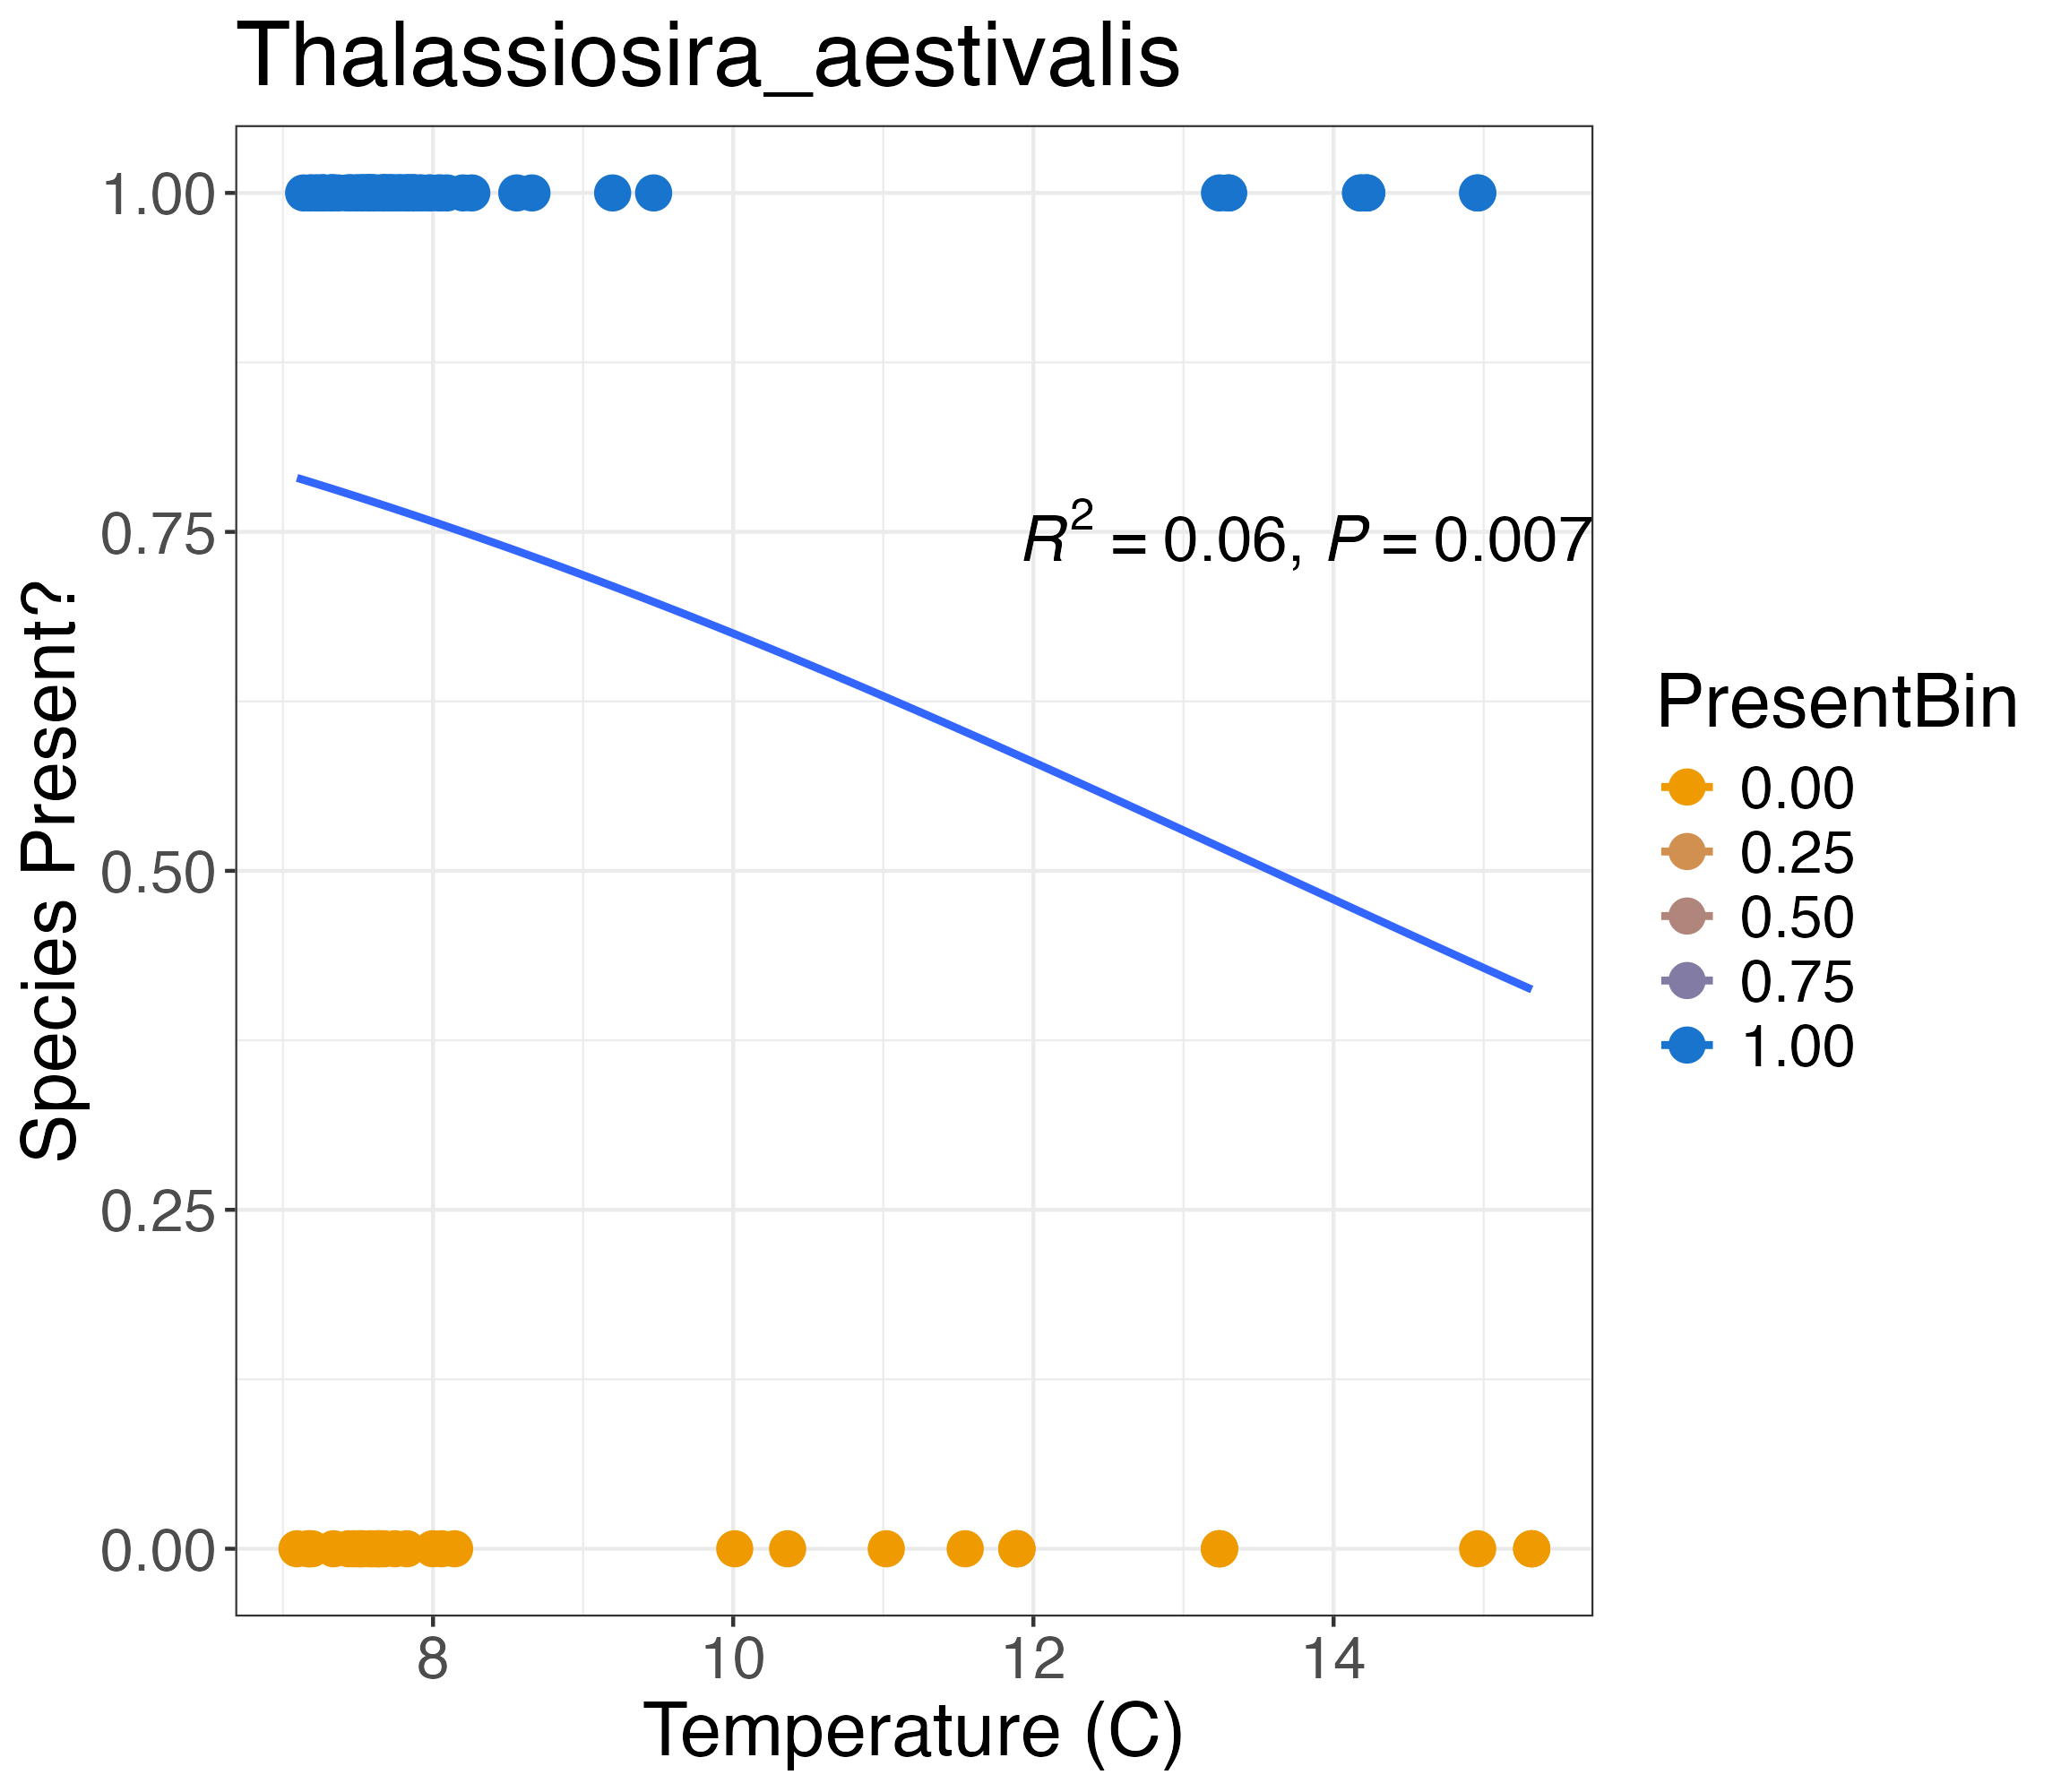 Thalassiosira_aestivalis
Species Present?
1.00
0.75
0.50
0.25
0.00
R² = 0.06, P = 0.007
8
10
12
14
Temperature (C)
PresentBin
0.00
0.25
0.50
0.75
1.00